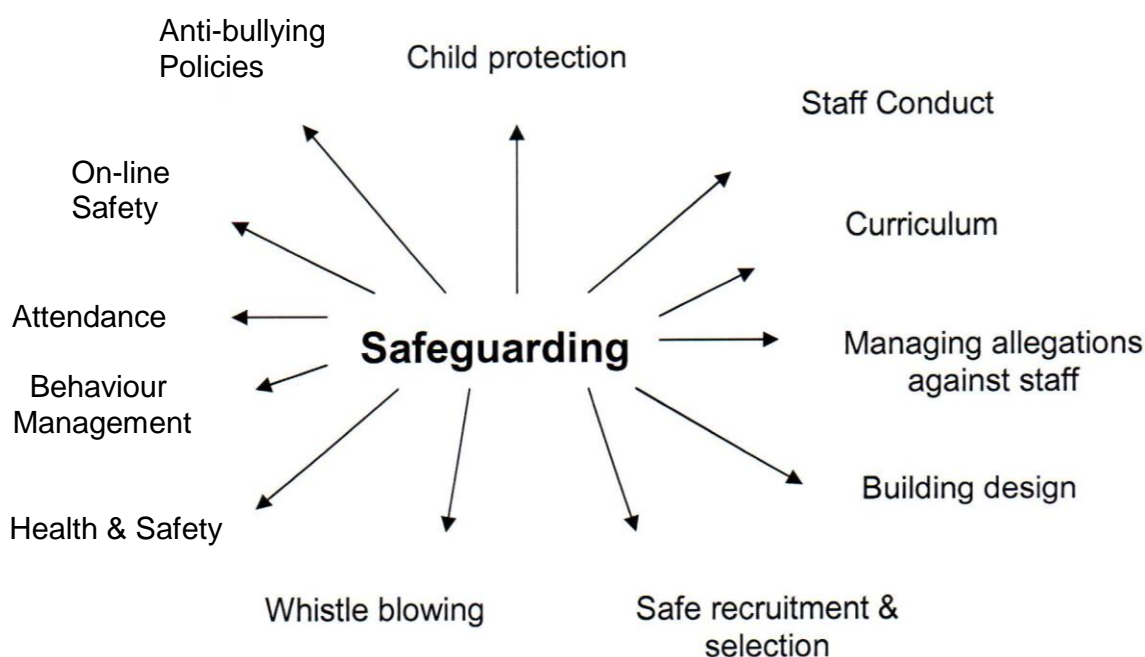 Anti-bullying
Policies
Child protection
Staff Conduct
On-line
Safety
Curriculum
Attendance
Safeguarding
Managing allegations
against staff
Behaviour
Management
Building design
Health & Safety
Whistle blowing
Safe recruitment &
selection